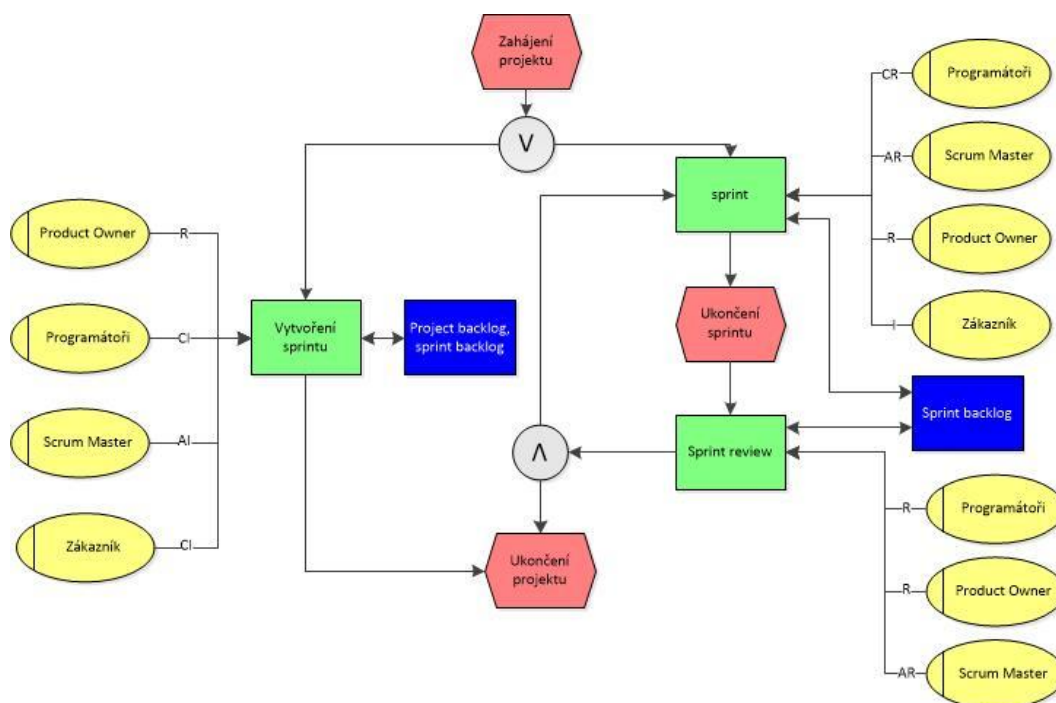 Zahájení
projektu
V
Programátoři
CR
Scrum Master
AR
sprint
Product Owner
R
Zákazník
I
Product Owner
R
Programátoři
CI
Scrum Master
AI
Zákazník
CI
Vytvoření
sprintu
Project backlog,
sprint backlog
Ukončení
sprintu
Sprint backlog
Sprint review
Λ
Ukončení
projektu
Programátoři
R
Product Owner
R
Scrum Master
AR